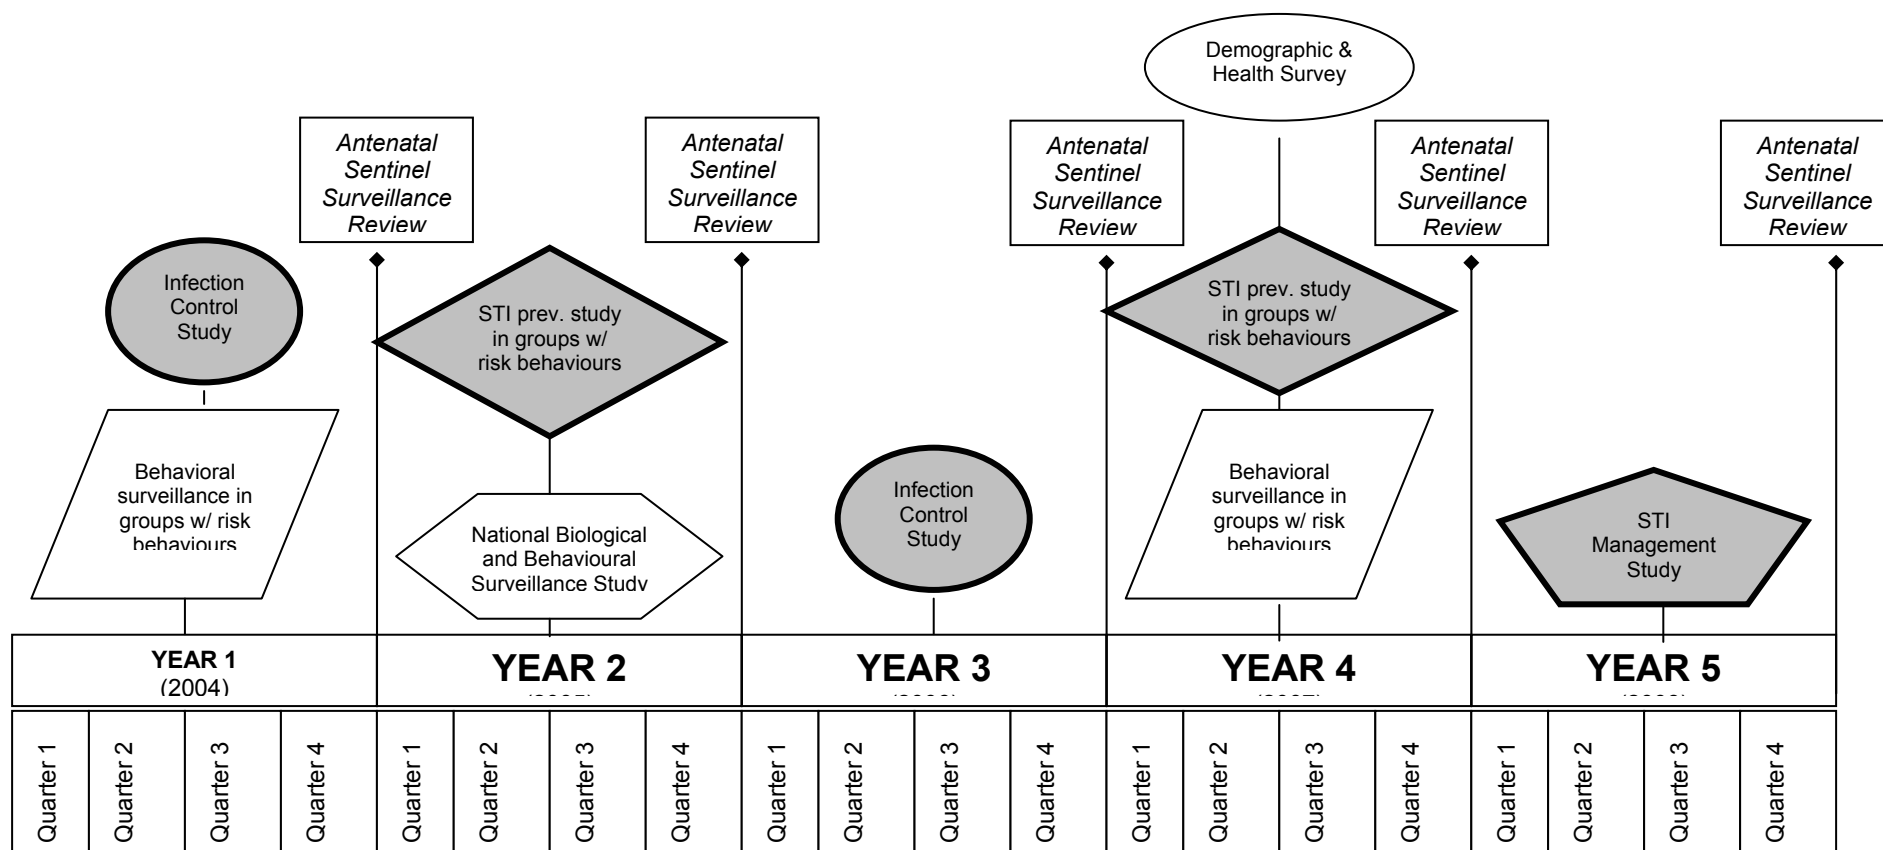 Demographic &
Health Survey
Antenatal
Sentinel
Surveillance
Review
Antenatal
Sentinel
Surveillance
Review
Antenatal
Sentinel
Surveillance
Review
Antenatal
Sentinel
Surveillance
Review
Antenatal
Sentinel
Surveillance
Review
Infection
Control
Study
STI prev. study
in groups w/
risk behaviours
STI prev. study
in groups w/
risk behaviours
Behavioral
surveillance in
groups w/ risk
behaviours
National Biological
and Behavioural
Surveillance Study
Infection
Control
Study
Behavioral
surveillance in
groups w/ risk
behaviours
STI
Management
Study
YEAR 1
(2004)
YEAR 2
YEAR 3
YEAR 4
YEAR 5
Quarter 1
Quarter 2
Quarter 3
Quarter 4
Quarter 1
Quarter 2
Quarter 3
Quarter 4
Quarter 1
Quarter 2
Quarter 3
Quarter 4
Quarter 1
Quarter 2
Quarter 3
Quarter 4
Quarter 1
Quarter 2
Quarter 3
Quarter 4